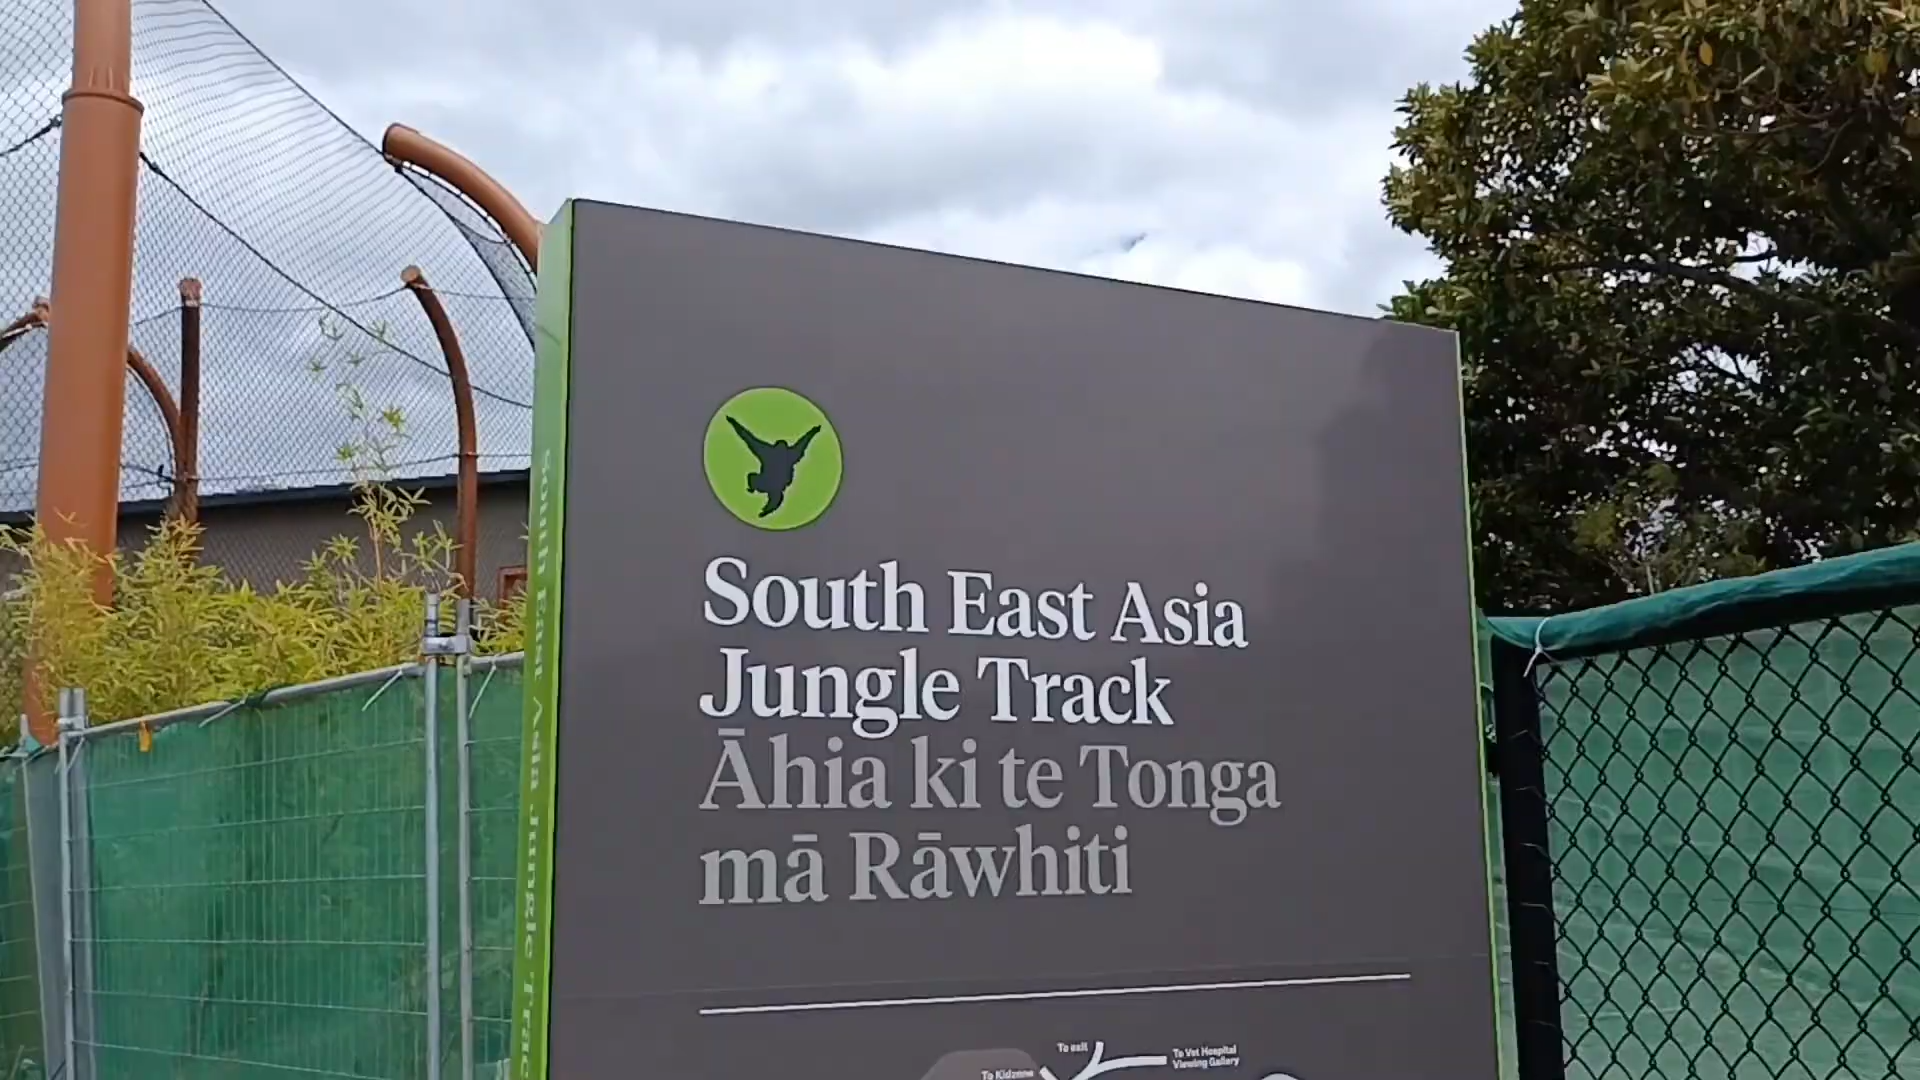 South East Asia
Jungle Track
Āhia ki te Tonga
mā Rāwhiti
To exit
To Vet Hospital
Viewing Gallery
To Kidzone
South East Asia Jungle Trac